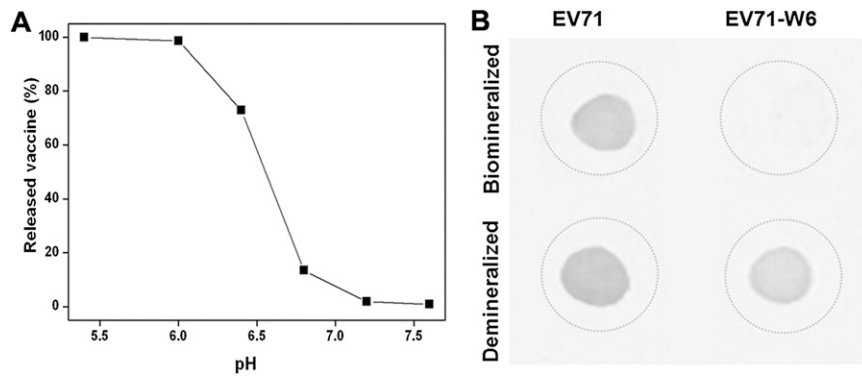 A
Released vaccine (%)
100
80
60
40
20
0
5.5 6.0 6.5 7.0 7.5
pH
B
EV71 EV71-W6
Biomineralized
Demineralized